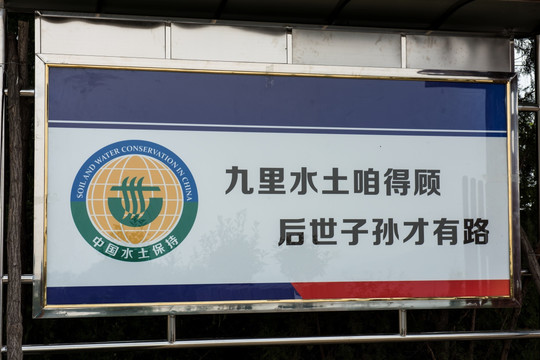 SOIL AND WATER CONSERVATION IN CHINA
中国水土保持
九里水土咱得顾
后世子孙才有路